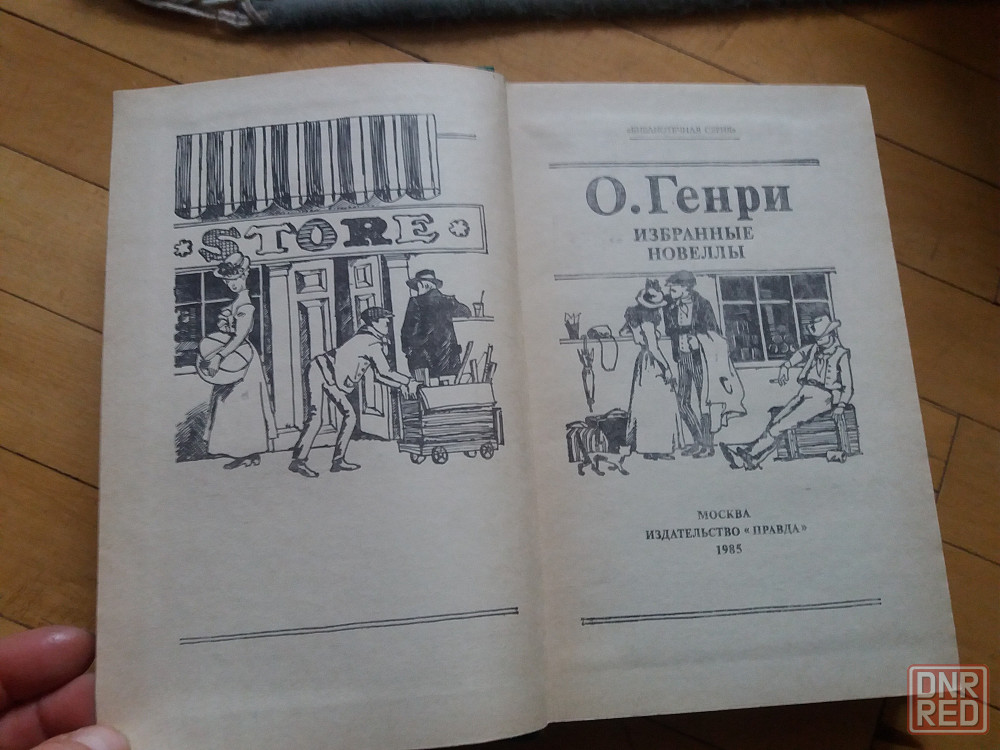 STORE
«БИБЛИОТЕЧНАЯ СЕРИЯ»
О.Генри
ИЗБРАННЫЕ
НОВЕЛЛЫ
МОСКВА
ИЗДАТЕЛЬСТВО «ПРАВДА»
1985
DNR
RED